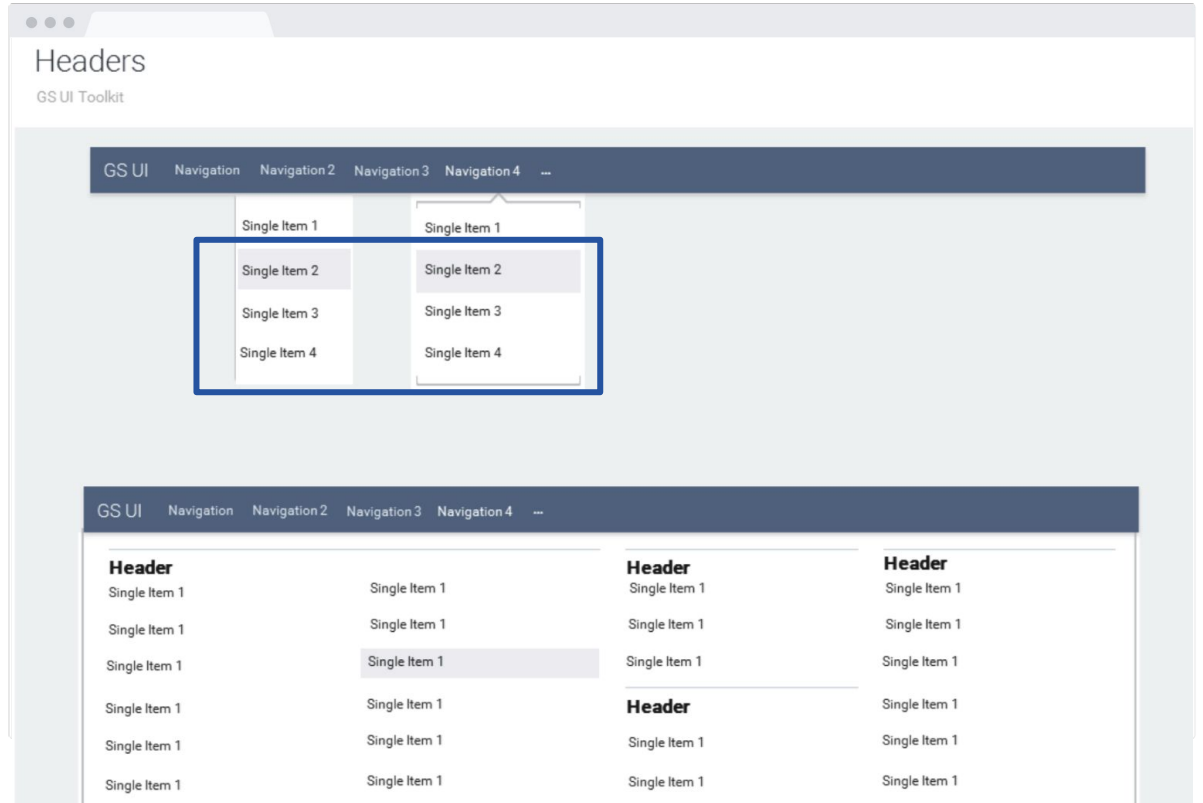 Headers
GS UI Toolkit
GS UI Navigation Navigation 2 Navigation 3 Navigation 4 ...
Single Item 1 Single Item 1
Single Item 2 Single Item 2
Single Item 3 Single Item 3
Single Item 4 Single Item 4
GS UI Navigation Navigation 2 Navigation 3 Navigation 4 ...
Header Header Header
Single Item 1 Single Item 1 Single Item 1 Single Item 1
Single Item 1 Single Item 1 Single Item 1 Single Item 1
Single Item 1 Single Item 1 Single Item 1 Single Item 1
Single Item 1 Single Item 1 Header Single Item 1
Single Item 1 Single Item 1 Single Item 1 Single Item 1
Single Item 1 Single Item 1 Single Item 1 Single Item 1